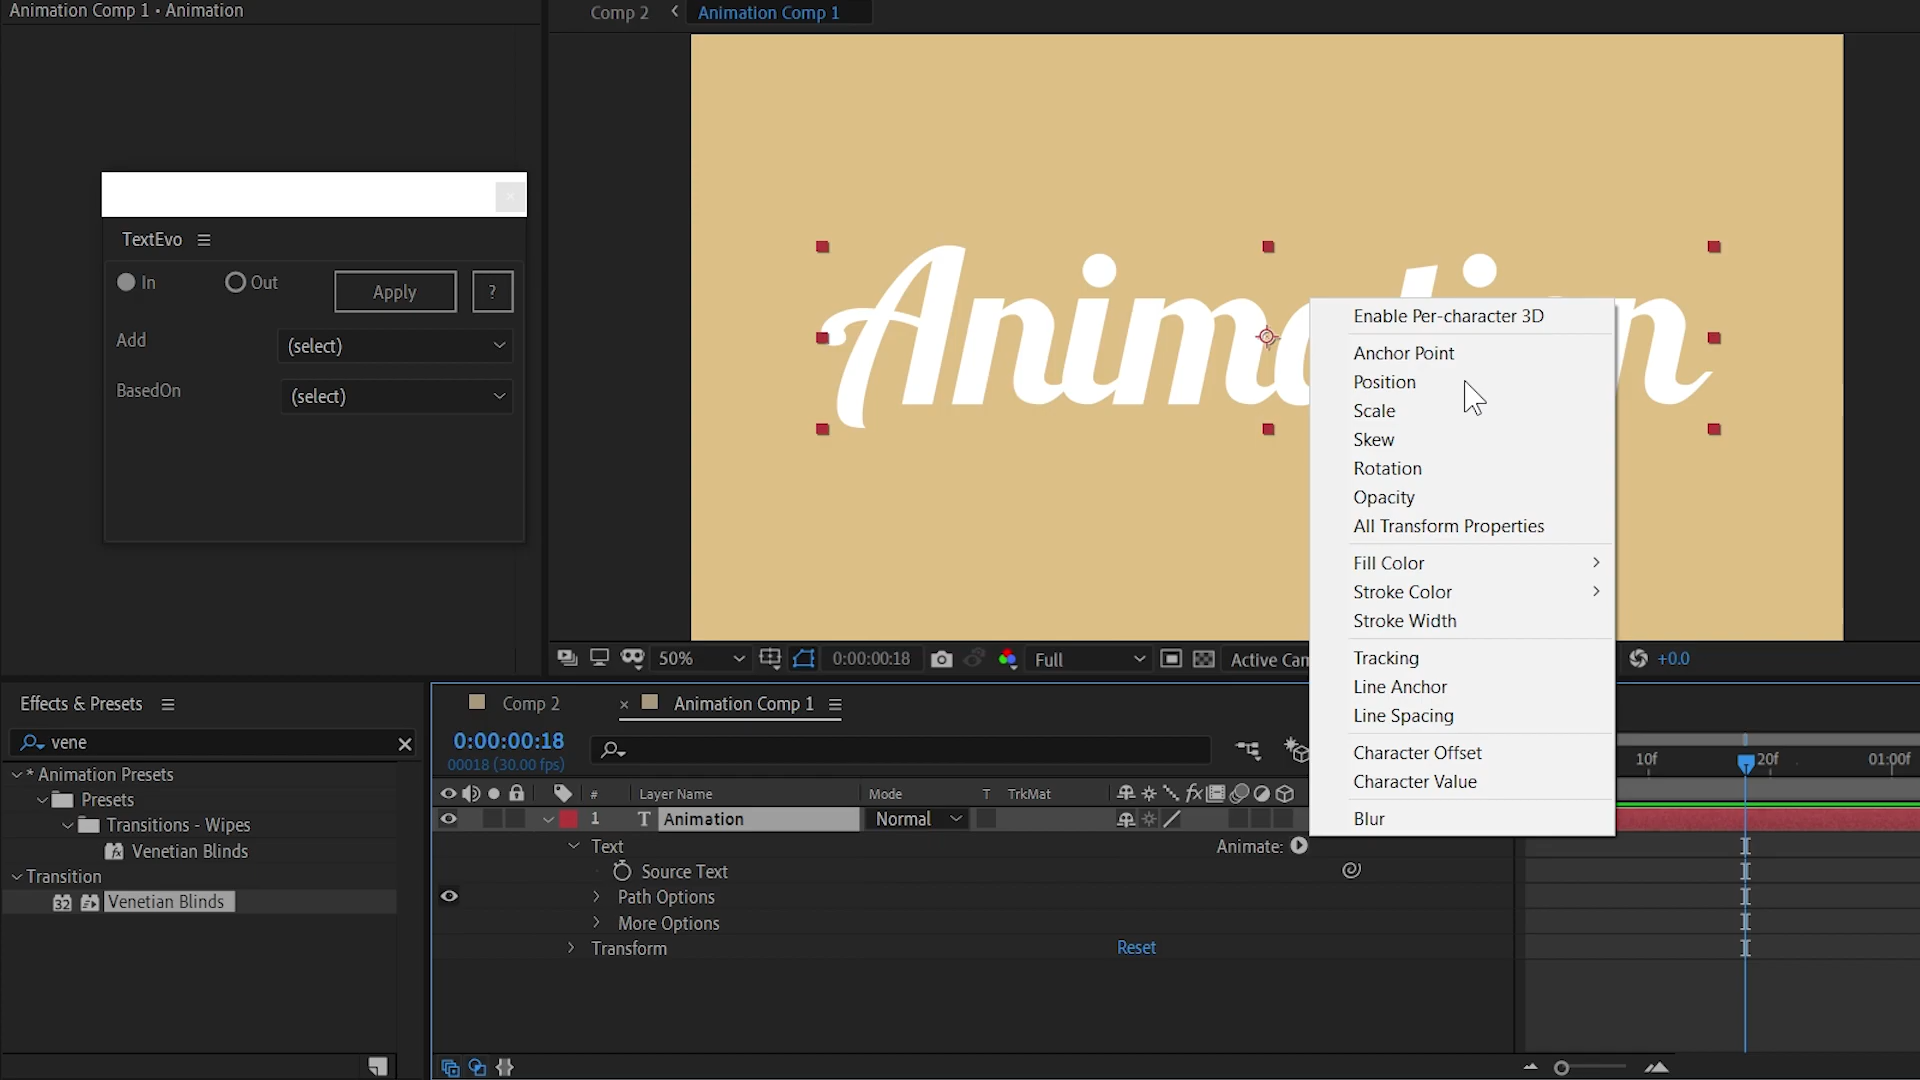 Animation Comp 1 • Animation
Comp 2
Animation Comp 1
Animation
TextEvo
In
Out
Apply
?
Add
(select)
BasedOn
(select)
Enable Per-character 3D
Anchor Point
Position
Scale
Skew
Rotation
Opacity
All Transform Properties
Fill Color
Stroke Color
Stroke Width
Tracking
Line Anchor
Line Spacing
Character Offset
Character Value
Blur
50%
0:00:00:18
Full
Active Cam
+0.0
Effects & Presets
vene
* Animation Presets
Presets
Transitions - Wipes
Venetian Blinds
Transition
32
Venetian Blinds
Comp 2
Animation Comp 1
0:00:00:18
00018 (30.00 fps)
10f
20f
01:00f
#
Layer Name
Mode
T
TrkMat
1
T
Animation
Normal
Text
Animate:
Source Text
Path Options
More Options
Transform
Reset